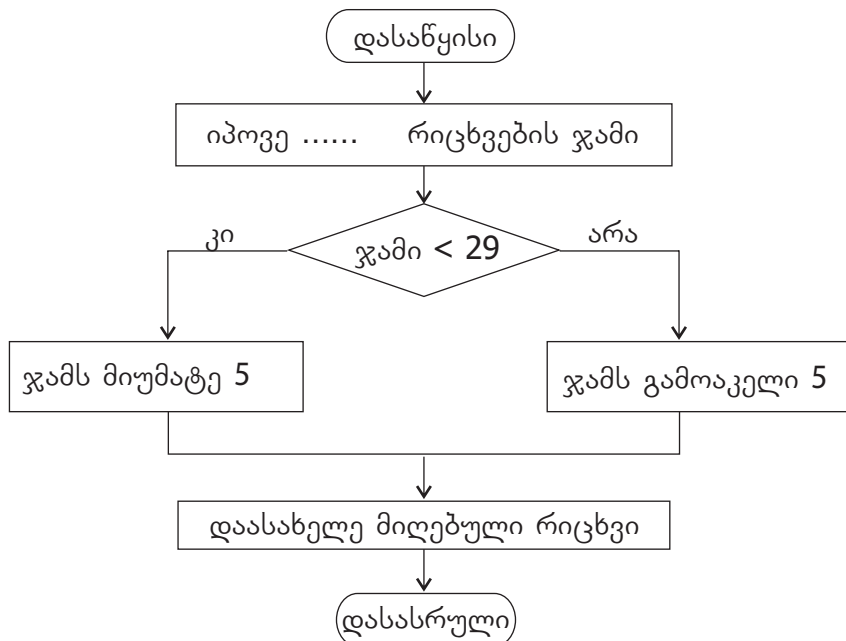 დასაწყისი
იპოვე ...... რიცხვების ჯამი
კი
ჯამი < 29
არა
ჯამს მიუმატე 5
ჯამს გამოაკელი 5
დაასახელე მიღებული რიცხვი
დასასრული